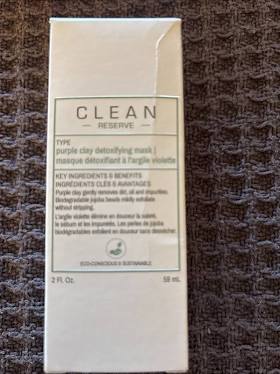 CLEAN
RESERVE
TYPE
purple clay detoxifying mask |
masque détoxifiant à l'argile violette
KEY INGREDIENTS & BENEFITS
INGRÉDIENTS CLÉS & AVANTAGES
Purple clay gently removes dirt, oil and impurities.
Biodegradable jojoba beads mildly exfoliate
without stripping.
L'argile violette élimine en douceur la saleté,
le sébum et les impuretés. Les perles de jojoba
biodégradables exfolient en douceur sans dessécher.
ECO-CONSCIOUS & SUSTAINABLE
2 Fl. Oz.
59 mL